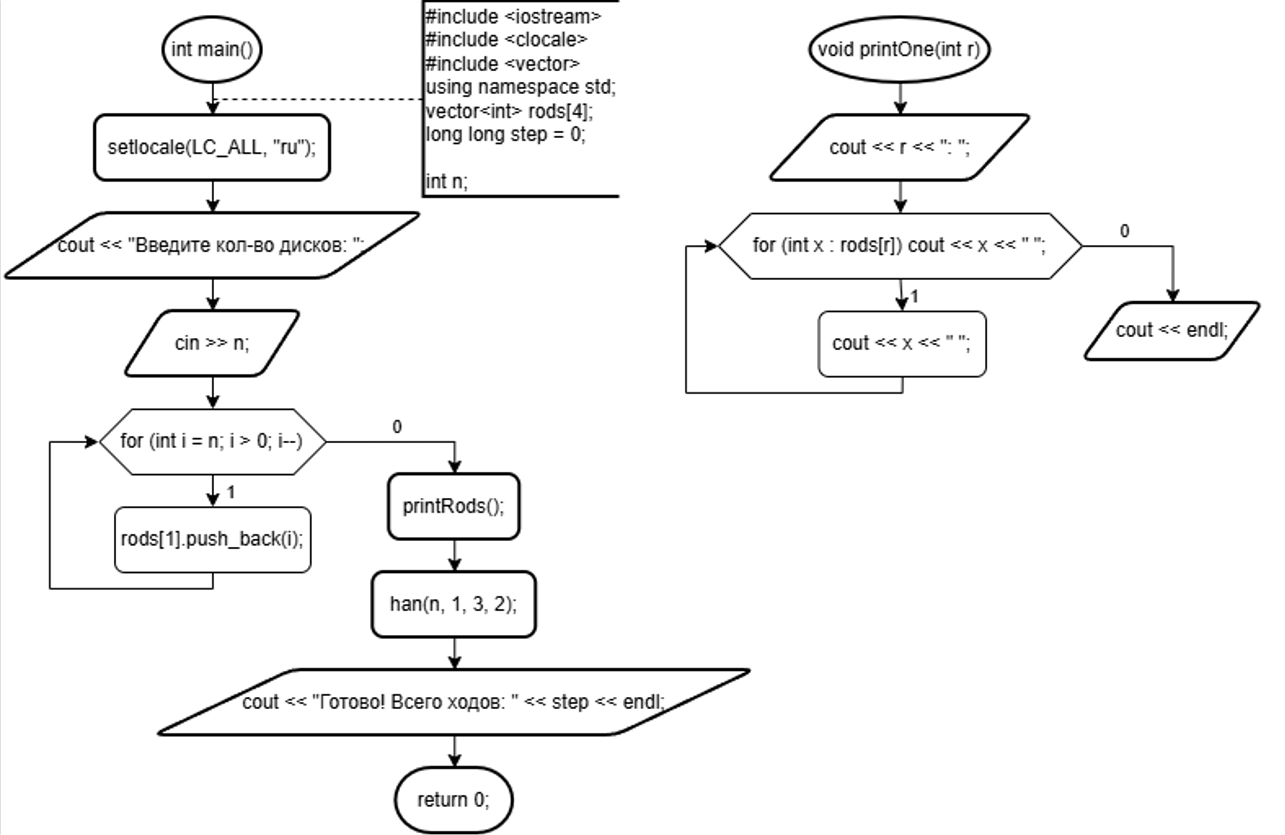 int main()
#include <iostream>
#include <clocale>
#include <vector>
using namespace std;
vector<int> rods[4];
long long step = 0;
int n;
setlocale(LC_ALL, "ru");
cout << "Введите кол-во дисков: ";
cin >> n;
for (int i = n; i > 0; i--)
0
1
rods[1].push_back(i);
printRods();
han(n, 1, 3, 2);
cout << "Готово! Всего ходов: " << step << endl;
return 0;
void printOne(int r)
cout << r << ": ";
for (int x : rods[r]) cout << x << " ";
0
1
cout << x << " ";
cout << endl;